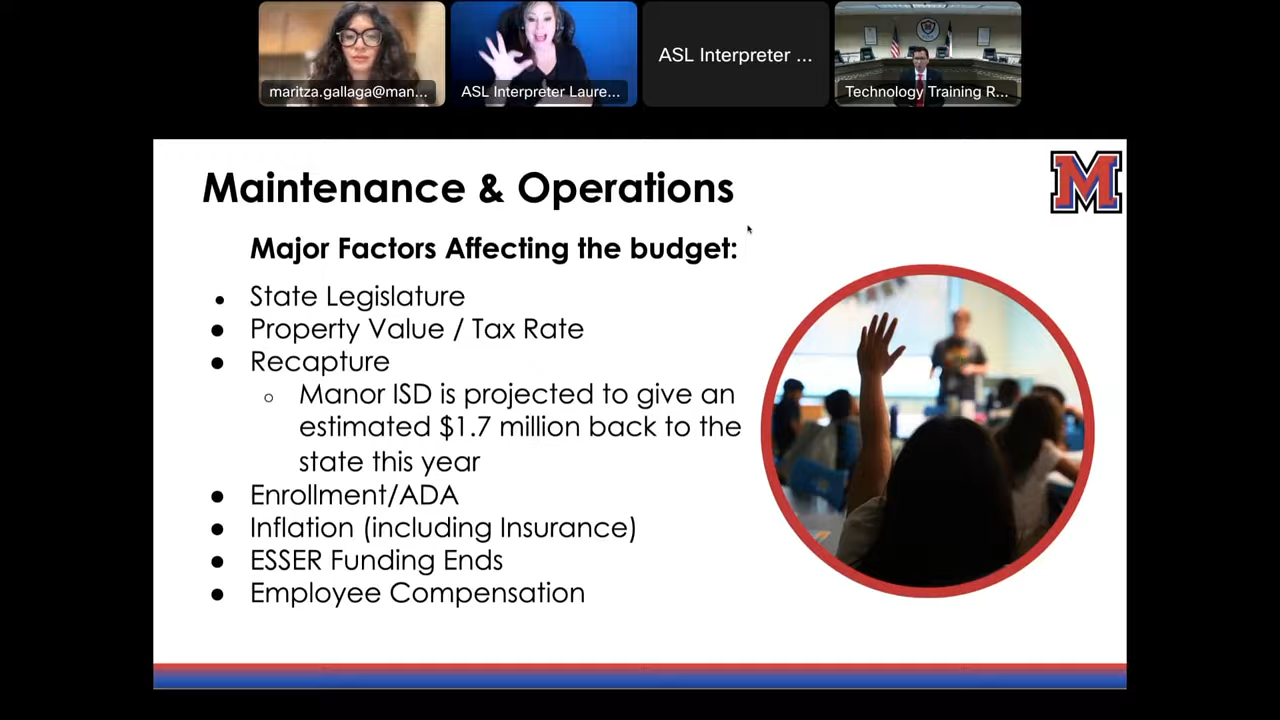 maritza.gallaga@man...
ASL Interpreter Laure...
ASL Interpreter ...
Technology Training R...
Maintenance & Operations
M
Major Factors Affecting the budget:
• State Legislature
• Property Value / Tax Rate
• Recapture
○ Manor ISD is projected to give an
estimated $1.7 million back to the
state this year
• Enrollment/ADA
• Inflation (including Insurance)
• ESSER Funding Ends
• Employee Compensation